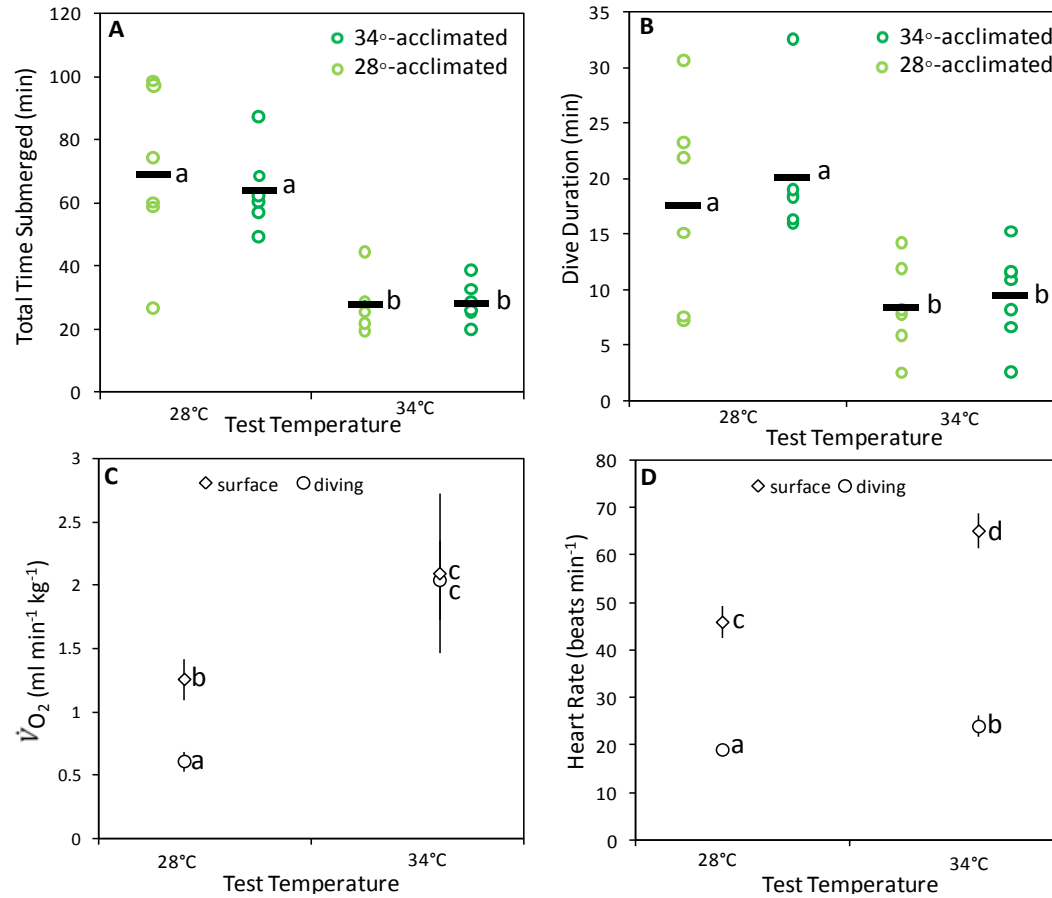 A
34◦-acclimated
28◦-acclimated
Total Time Submerged (min)
120
100
80
60
40
20
0
a
a
b
b
28°C
34°C
Test Temperature
B
34◦-acclimated
28◦-acclimated
Dive Duration (min)
35
30
25
20
15
10
5
0
a
a
b
b
28°C
34°C
Test Temperature
C
surface
diving
V̇O₂ (ml min⁻¹ kg⁻¹)
3
2.5
2
1.5
1
0.5
0
b
a
c
c
28°C
34°C
Test Temperature
D
surface
diving
Heart Rate (beats min⁻¹)
80
70
60
50
40
30
20
10
0
c
a
d
b
28°C
34°C
Test Temperature